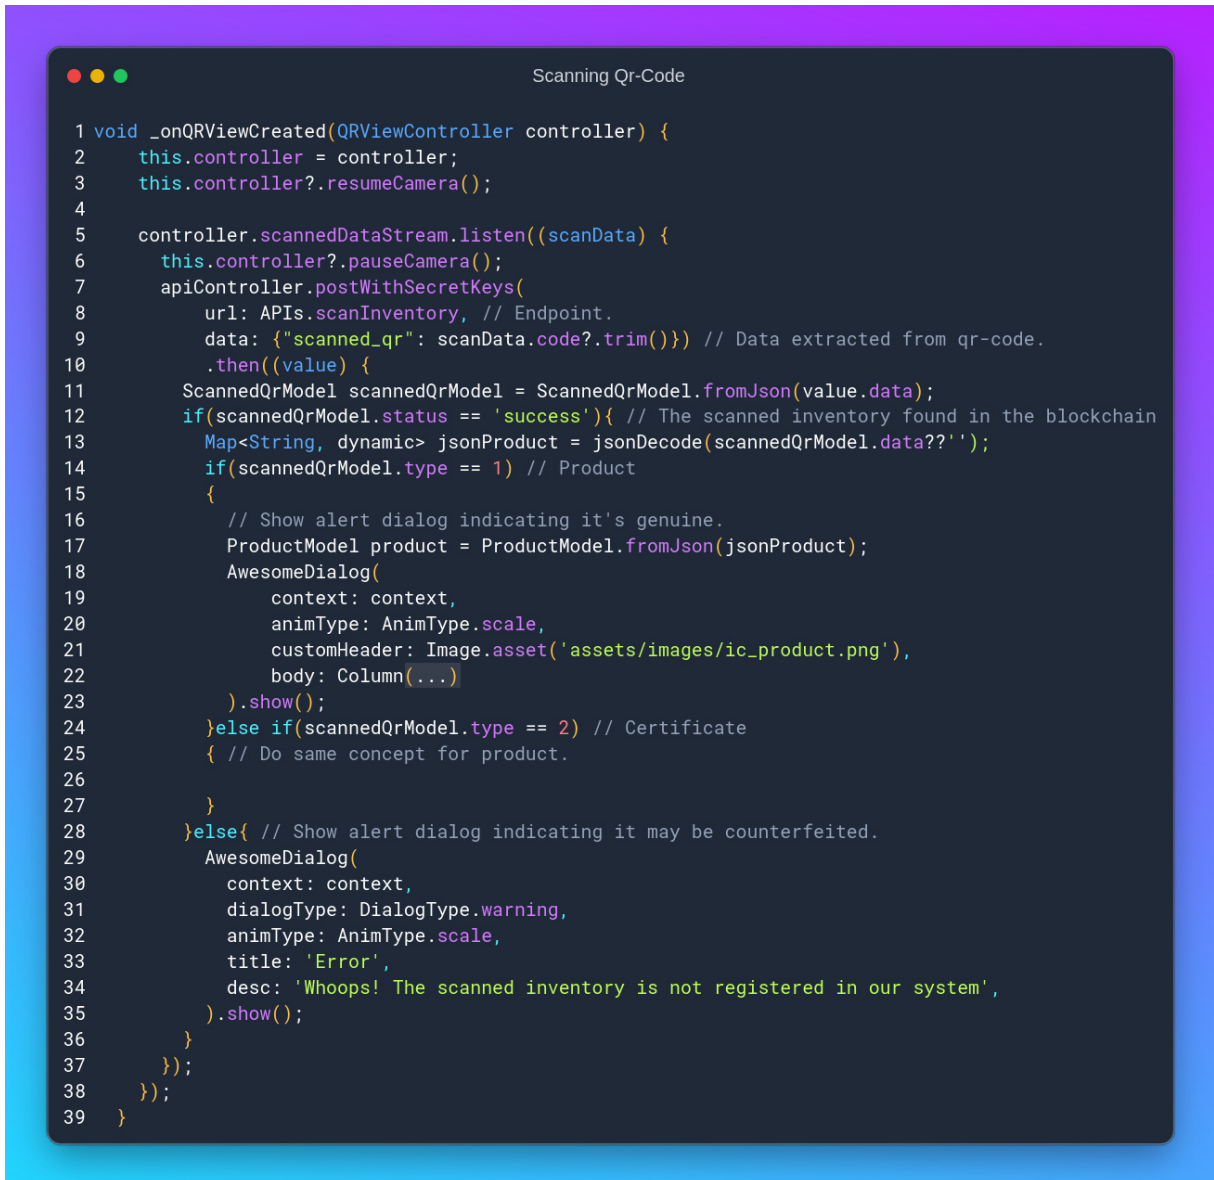 Scanning Qr-Code
1 void _onQRViewCreated(QRViewController controller) {
2     this.controller = controller;
3     this.controller?.resumeCamera();
4
5     controller.scannedDataStream.listen((scanData) {
6       this.controller?.pauseCamera();
7       apiController.postWithSecretKeys(
8           url: APIs.scanInventory, // Endpoint.
9           data: {"scanned_qr": scanData.code?.trim()}) // Data extracted from qr-code.
10           .then((value) {
11         ScannedQrModel scannedQrModel = ScannedQrModel.fromJson(value.data);
12         if(scannedQrModel.status == 'success'){ // The scanned inventory found in the blockchain
13           Map<String, dynamic> jsonProduct = jsonDecode(scannedQrModel.data??'');
14           if(scannedQrModel.type == 1) // Product
15           {
16             // Show alert dialog indicating it's genuine.
17             ProductModel product = ProductModel.fromJson(jsonProduct);
18             AwesomeDialog(
19                 context: context,
20                 animType: AnimType.scale,
21                 customHeader: Image.asset('assets/images/ic_product.png'),
22                 body: Column(...)
23             ).show();
24           }else if(scannedQrModel.type == 2) // Certificate
25           { // Do same concept for product.
26
27           }
28         }else{ // Show alert dialog indicating it may be counterfeited.
29           AwesomeDialog(
30             context: context,
31             dialogType: DialogType.warning,
32             animType: AnimType.scale,
33             title: 'Error',
34             desc: 'Whoops! The scanned inventory is not registered in our system',
35           ).show();
36         }
37       });
38     });
39   }